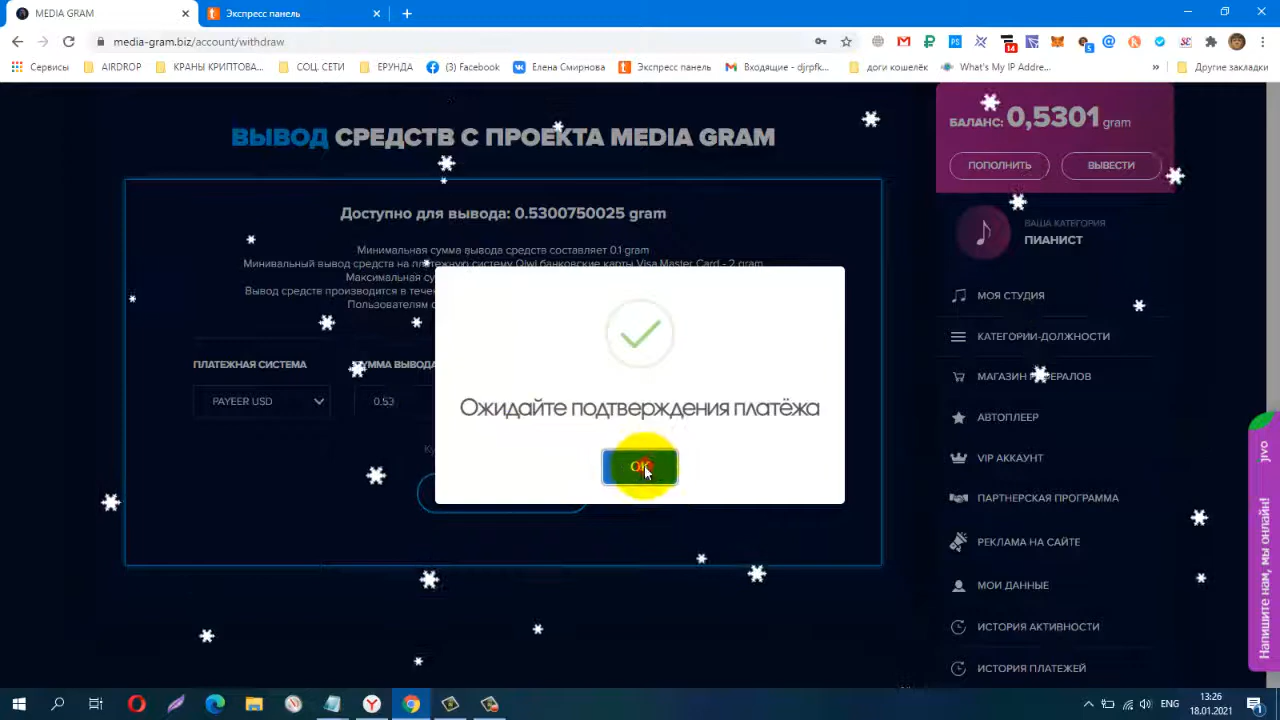 MEDIA GRAM
Экспресс панель
media-gram.biz/account/withdraw
14
5
Сервисы
AIRDROP
КРАНЫ КРИПТОВА...
СОЦ. СЕТИ
ЕРУНДА
(3) Facebook
Елена Смирнова
Экспресс панель
Входящие - djrpfk...
доги кошелёк
What's My IP Addre...
»
Другие закладки
ВЫВОД СРЕДСТВ С ПРОЕКТА MEDIA GRAM
Доступно для вывода: 0.5300750025 gram
Минимальная сумма вывода средств составляет 0.1 gram
Минивальный вывод средств на платежную систему Qiwi банковские карты Visa Master Card - 2 gram
Максимальная су
Вывод средств производится в тече
Пользователям
ПЛАТЕЖНАЯ СИСТЕМА
СУММА ВЫВОДА
PAYEER USD
0.53
Ожидайте подтверждения платёжа
OK
БАЛАНС: 0,5301 gram
ПОПОЛНИТЬ
ВЫВЕСТИ
ВАША КАТЕГОРИЯ
ПИАНИСТ
МОЯ СТУДИЯ
КАТЕГОРИИ-ДОЛЖНОСТИ
МАГАЗИН РЕФЕРАЛОВ
АВТОПЛЕЕР
VIP АККАУНТ
ПАРТНЕРСКАЯ ПРОГРАММА
РЕКЛАМА НА САЙТЕ
МОИ ДАННЫЕ
ИСТОРИЯ АКТИВНОСТИ
ИСТОРИЯ ПЛАТЕЖЕЙ
Напишите нам, мы онлайн!
jivo
ENG
13:26
18.01.2021